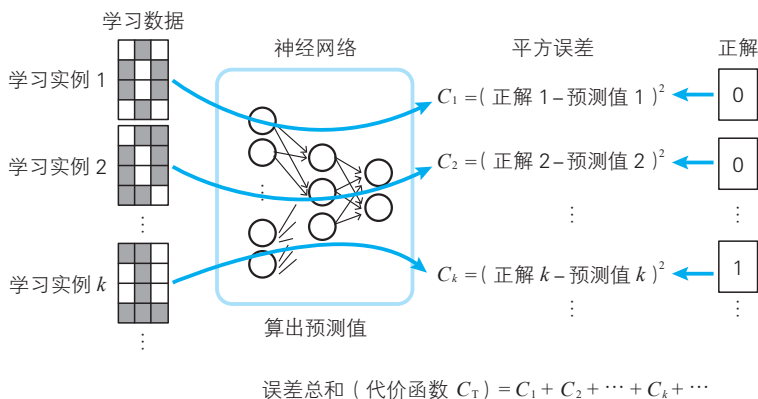 学习数据
神经网络
平方误差
正解
学习实例 1
C₁ =( 正解 1 – 预测值 1 )²
0
学习实例 2
C₂ =( 正解 2 – 预测值 2 )²
0
⋮
…
⋮
⋮
学习实例 k
Cₖ =( 正解 k – 预测值 k )²
1
⋮
算出预测值
⋮
⋮
误差总和 ( 代价函数 C_T ) = C₁ + C₂ + ⋯ + Cₖ + ⋯